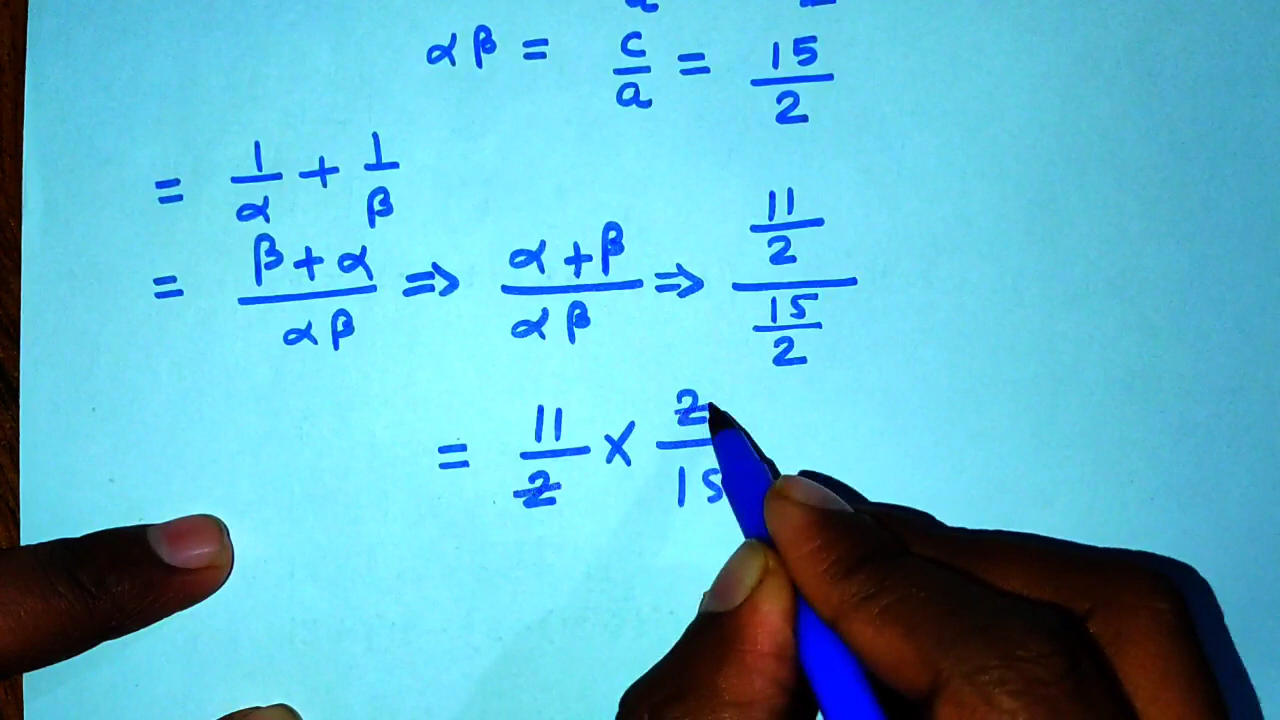 αβ = c/a = 15/2
= 1/α + 1/β
= β+α/αβ ⇒ α+β/αβ ⇒ 11/2 / 15/2
= 11/2 × 2/15